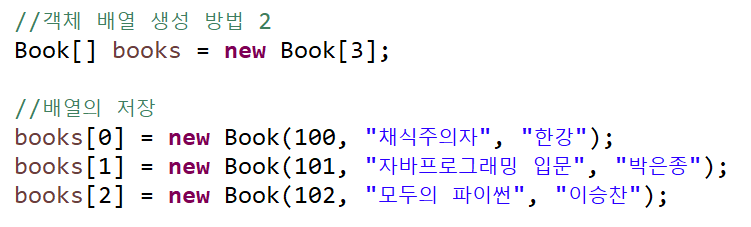 //객체 배열 생성 방법 2
Book[] books = new Book[3];
//배열의 저장
books[0] = new Book(100, "채식주의자", "한강");
books[1] = new Book(101, "자바프로그래밍 입문", "박은종");
books[2] = new Book(102, "모두의 파이썬", "이승찬");